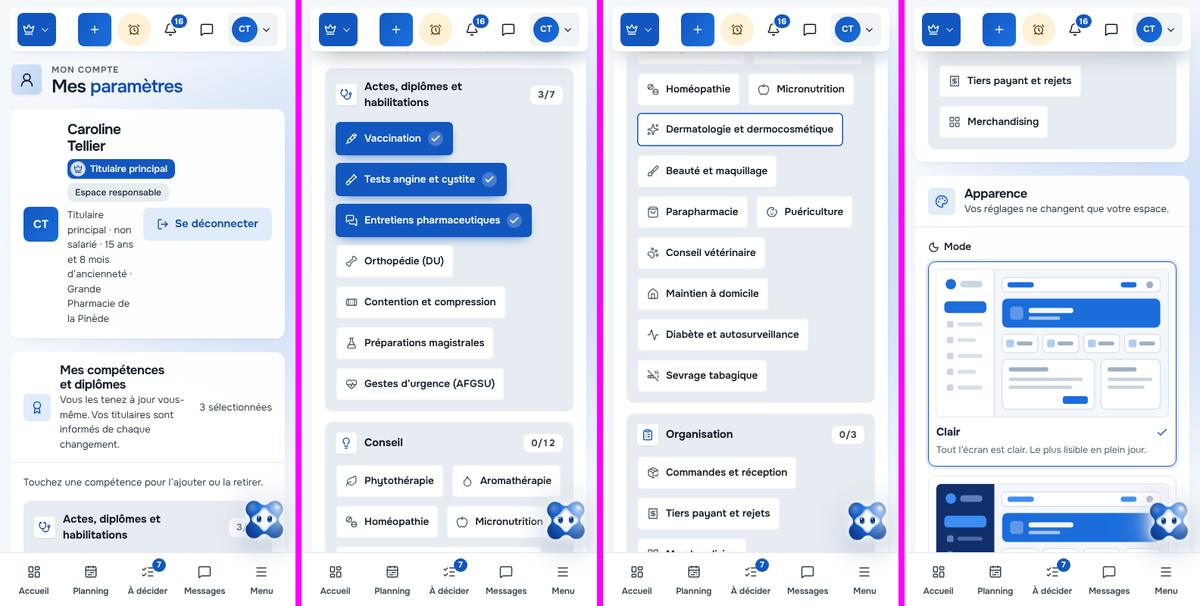 16
CT
MON COMPTE
Mes paramètres
Caroline
Tellier
Titulaire principal
Espace responsable
CT
Titulaire
principal · non
salarié · 15 ans
et 8 mois
d'ancienneté ·
Grande
Pharmacie de
la Pinède
Se déconnecter
Mes compétences
et diplômes
Vous les tenez à jour vous-
même. Vos titulaires sont
informés de chaque
changement.
3 sélectionnées
Touchez une compétence pour l'ajouter ou la retirer.
Actes, diplômes et
habilitations
Accueil
Planning
7
À décider
Messages
Menu
16
CT
Actes, diplômes et
habilitations
3/7
Vaccination
Tests angine et cystite
Entretiens pharmaceutiques
Orthopédie (DU)
Contention et compression
Préparations magistrales
Gestes d'urgence (AFGSU)
Conseil
0/12
Phytothérapie
Aromathérapie
Homéopathie
Micronutrition
Accueil
Planning
7
À décider
Messages
Menu
16
CT
Homéopathie
Micronutrition
Dermatologie et dermocosmétique
Beauté et maquillage
Parapharmacie
Puériculture
Conseil vétérinaire
Maintien à domicile
Diabète et autosurveillance
Sevrage tabagique
Organisation
0/3
Commandes et réception
Tiers payant et rejets
Accueil
Planning
7
À décider
Messages
Menu
16
CT
Tiers payant et rejets
Merchandising
Apparence
Vos réglages ne changent que votre espace.
Mode
Clair
Tout l'écran est clair. Le plus lisible en plein jour.
Accueil
Planning
7
À décider
Messages
Menu